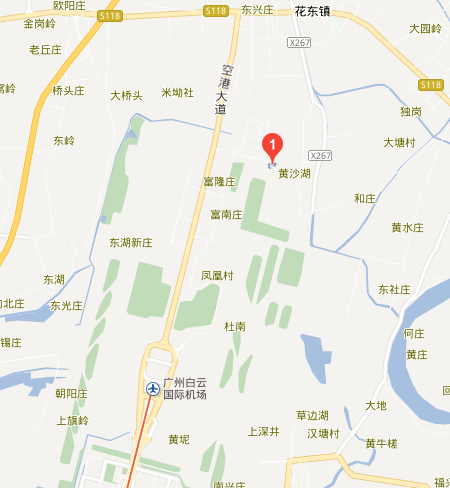 欧阳庄
东兴庄
花东镇
S118
S118
金岗岭
X267
大园岭
老丘庄
空港大道
S118
桥头庄
大桥头
米坳社
独岗
1
东岭
X267
大塘村
黄沙湖
富隆庄
和庄
富南庄
黄水庄
东湖新庄
东湖
凤凰村
东社庄
东光庄
杜南
何庄
黄庄
广州白云
国际机场
朝阳庄
大地
草边湖
上旗岭
上深井
汉塘村
黄坭
黄牛槎
南兴庄